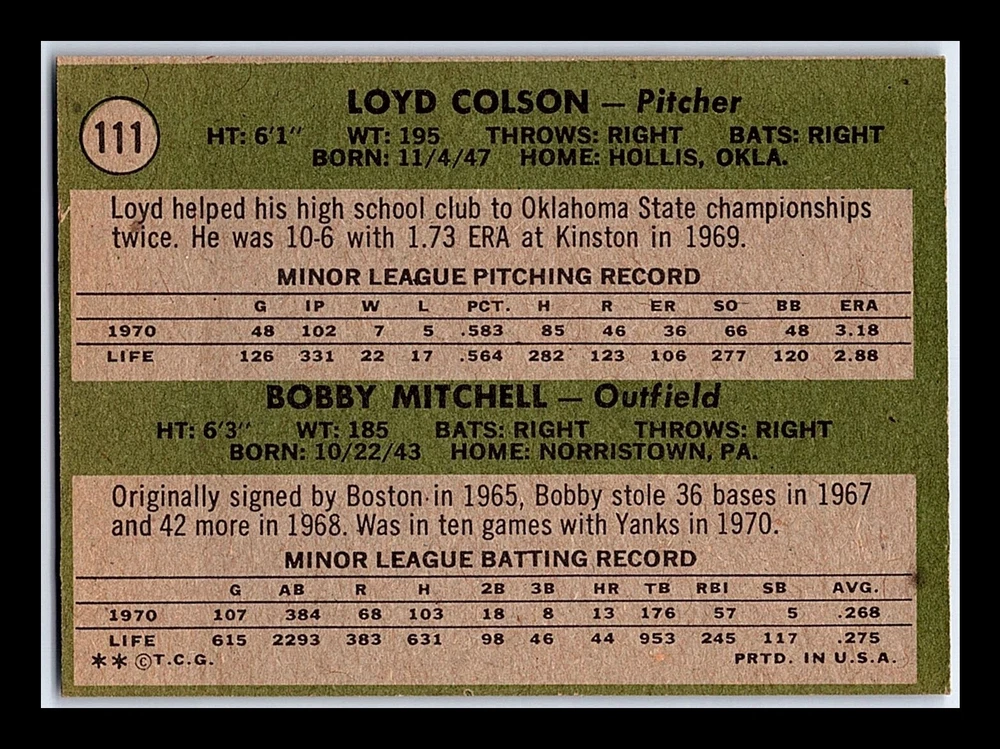 111
LOYD COLSON — Pitcher
HT: 6'1" WT: 195 THROWS: RIGHT BATS: RIGHT
BORN: 11/4/47 HOME: HOLLIS, OKLA.
Loyd helped his high school club to Oklahoma State championships
twice. He was 10-6 with 1.73 ERA at Kinston in 1969.
MINOR LEAGUE PITCHING RECORD
G IP W L PCT. H R ER SO BB ERA
1970 48 102 7 5 .583 85 46 36 66 48 3.18
LIFE 126 331 22 17 .564 282 123 106 277 120 2.88
BOBBY MITCHELL — Outfield
HT: 6'3" WT: 185 BATS: RIGHT THROWS: RIGHT
BORN: 10/22/43 HOME: NORRISTOWN, PA.
Originally signed by Boston in 1965, Bobby stole 36 bases in 1967
and 42 more in 1968. Was in ten games with Yanks in 1970.
MINOR LEAGUE BATTING RECORD
G AB R H 2B 3B HR TB RBI SB AVG.
1970 107 384 68 103 18 8 13 176 57 5 .268
LIFE 615 2293 383 631 98 46 44 953 245 117 .275
** ©T.C.G. PRTD. IN U.S.A.